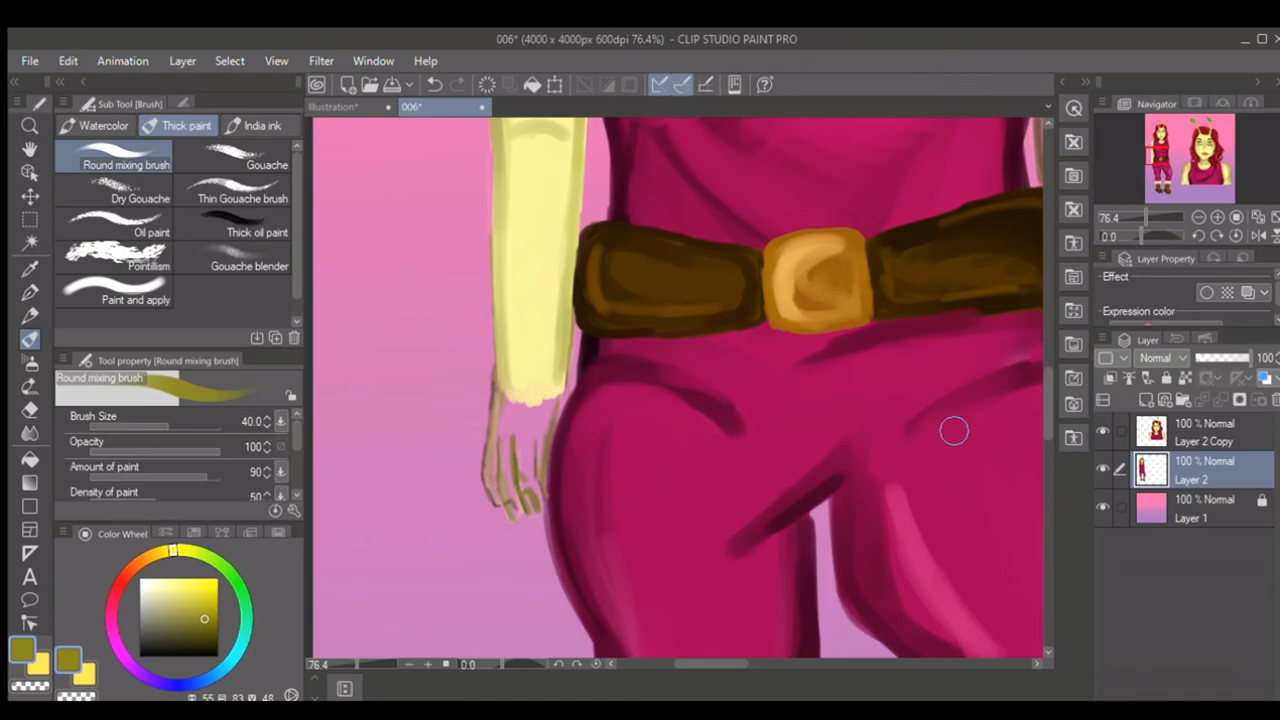 006* (4000 x 4000px 600dpi 76.4%) - CLIP STUDIO PAINT PRO
File Edit Animation Layer Select View Filter Window Help
Sub Tool [Brush]
Illustration* 006*
Watercolor Thick paint India ink
Round mixing brush Gouache
Dry Gouache Thin Gouache brush
Oil paint Thick oil paint
Pointillism Gouache blender
Paint and apply
Tool property [Round mixing brush]
Round mixing brush
Brush Size 40.0
Opacity 100
Amount of paint 90
Density of paint 50
Color Wheel
55 83 48
76.4 0.0
Navigator
76.4
0.0
Layer Property
Effect
Expression color
Layer
Normal 100
100 % Normal
Layer 2 Copy
100 % Normal
Layer 2
100 % Normal
Layer 1
A